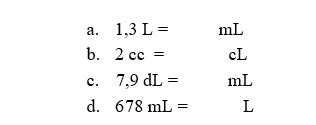 a. 1,3 L = mL
b. 2 cc = cL
c. 7,9 dL = mL
d. 678 mL = L